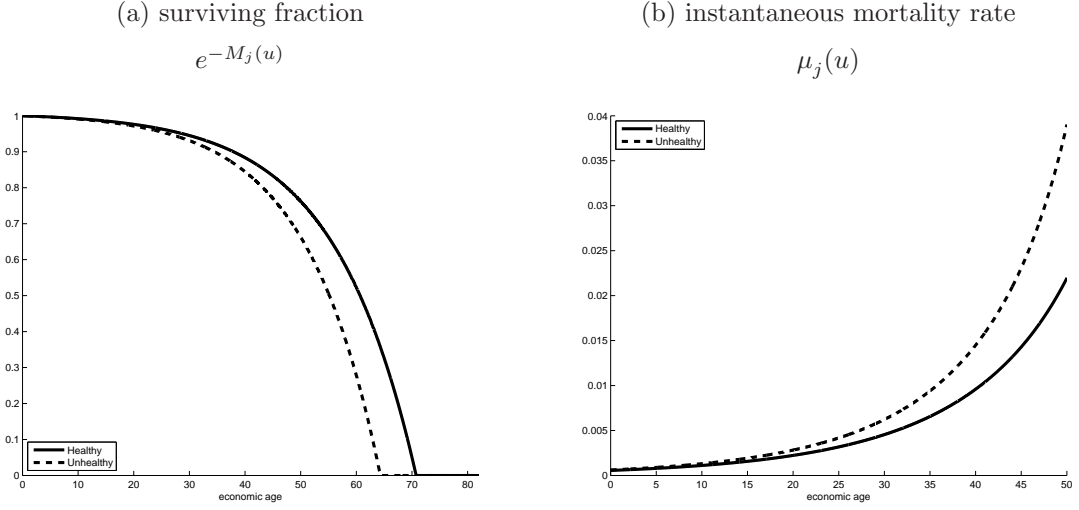 (a) surviving fraction
e^{-M_j(u)}
1
0.9
0.8
0.7
0.6
0.5
0.4
0.3
0.2
0.1
0
Healthy
Unhealthy
0 10 20 30 40 50 60 70 80
economic age
(b) instantaneous mortality rate
μ_j(u)
0.04
0.035
0.03
0.025
0.02
0.015
0.01
0.005
0
Healthy
Unhealthy
0 5 10 15 20 25 30 35 40 45 50
economic age